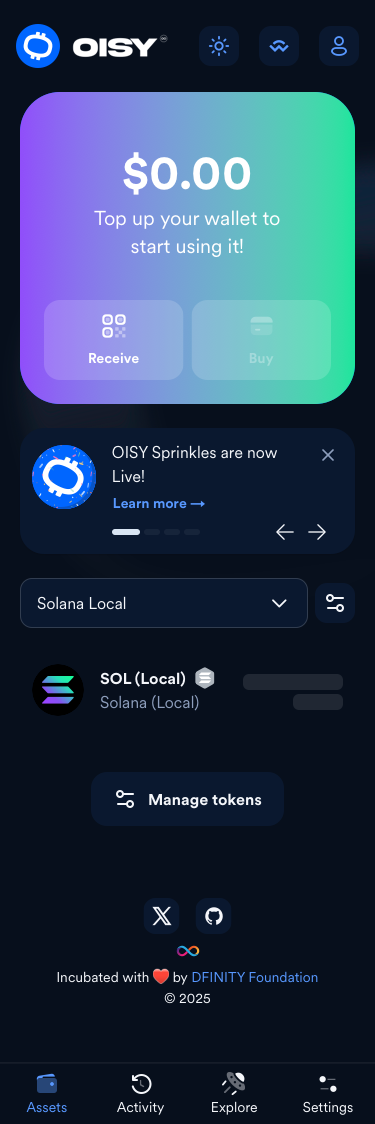 OISY
$0.00
Top up your wallet to
start using it!
Receive
Buy
OISY Sprinkles are now
Live!
Learn more →
Solana Local
SOL (Local)
Solana (Local)
Manage tokens
Incubated with ❤️ by DFINITY Foundation
© 2025
Assets
Activity
Explore
Settings